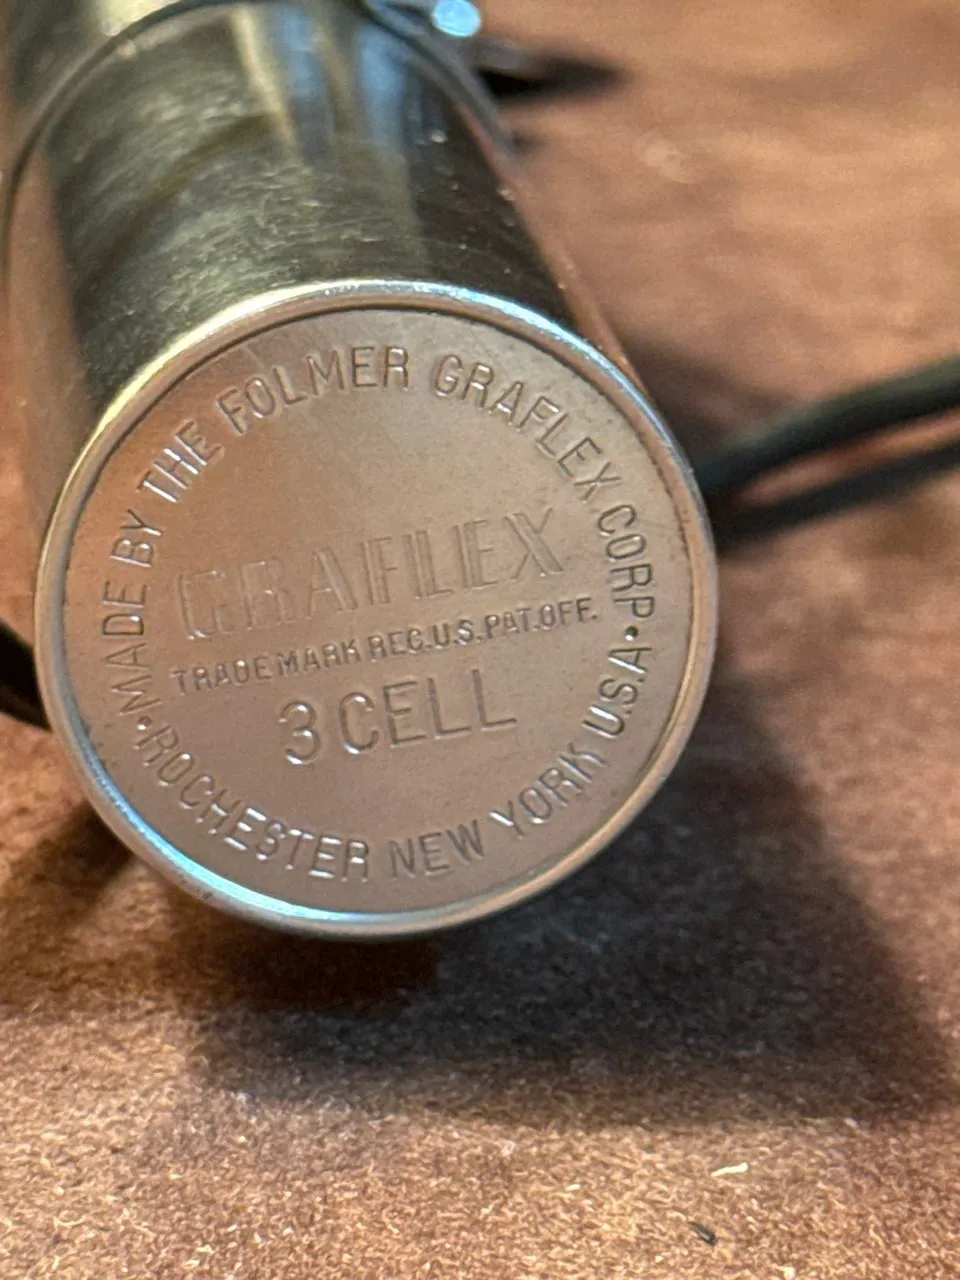 •MADE BY THE FOLMER GRAFLEX CORP•
GRAFLEX
TRADE MARK REG.U.S.PAT.OFF.
3 CELL
ROCHESTER NEW YORK U.S.A